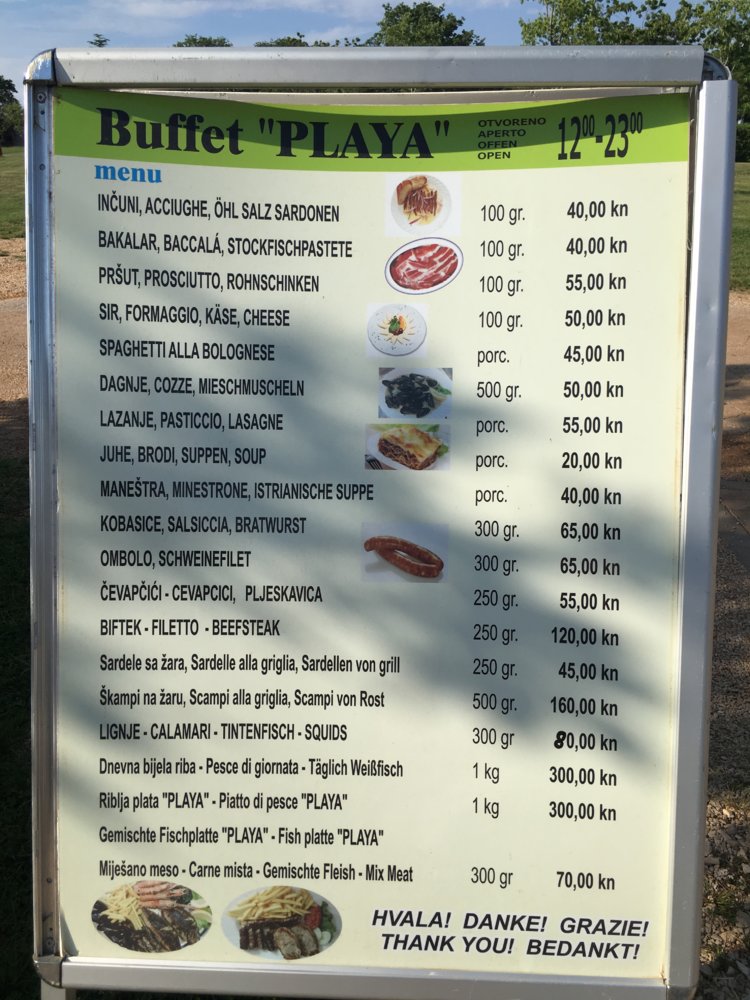 Buffet "PLAYA"
OTVORENO
APERTO
OFFEN
OPEN
12⁰⁰-23⁰⁰
menu
INČUNI, ACCIUGHE, ÖHL SALZ SARDONEN 100 gr. 40,00 kn
BAKALAR, BACCALÁ, STOCKFISCHPASTETE 100 gr. 40,00 kn
PRŠUT, PROSCIUTTO, ROHNSCHINKEN 100 gr. 55,00 kn
SIR, FORMAGGIO, KÄSE, CHEESE 100 gr. 50,00 kn
SPAGHETTI ALLA BOLOGNESE porc. 45,00 kn
DAGNJE, COZZE, MIESCHMUSCHELN 500 gr. 50,00 kn
LAZANJE, PASTICCIO, LASAGNE porc. 55,00 kn
JUHE, BRODI, SUPPEN, SOUP porc. 20,00 kn
MANEŠTRA, MINESTRONE, ISTRIANISCHE SUPPE porc. 40,00 kn
KOBASICE, SALSICCIA, BRATWURST 300 gr. 65,00 kn
OMBOLO, SCHWEINEFILET 300 gr. 65,00 kn
ČEVAPČIĆI - CEVAPCICI, PLJESKAVICA 250 gr. 55,00 kn
BIFTEK - FILETTO - BEEFSTEAK 250 gr. 120,00 kn
Sardele sa žara, Sardelle alla griglia, Sardellen von grill 250 gr. 45,00 kn
Škampi na žaru, Scampi alla griglia, Scampi von Rost 500 gr. 160,00 kn
LIGNJE - CALAMARI - TINTENFISCH - SQUIDS 300 gr 80,00 kn
Dnevna bijela riba - Pesce di giornata - Täglich Weißfisch 1 kg 300,00 kn
Riblja plata "PLAYA" - Piatto di pesce "PLAYA" 1 kg 300,00 kn
Gemischte Fischplatte "PLAYA" - Fish platte "PLAYA"
Miješano meso - Carne mista - Gemischte Fleish - Mix Meat 300 gr 70,00 kn
HVALA! DANKE! GRAZIE!
THANK YOU! BEDANKT!